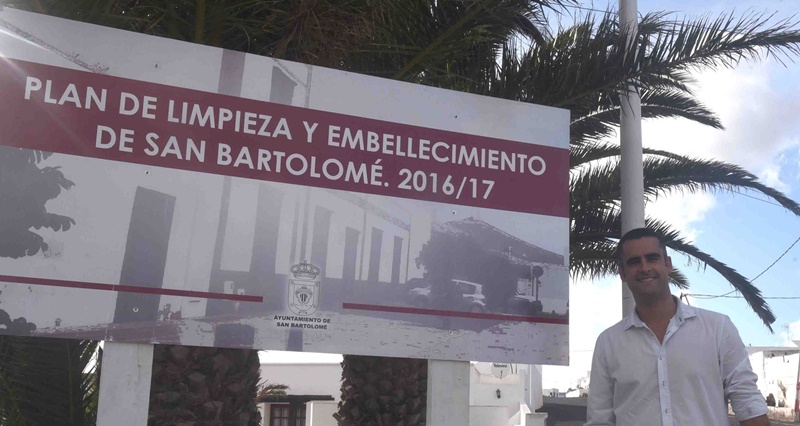 PLAN DE LIMPIEZA Y EMBELLECIMIENTO
DE SAN BARTOLOMÉ. 2016/17
AYUNTAMIENTO DE
SAN BARTOLOMÉ